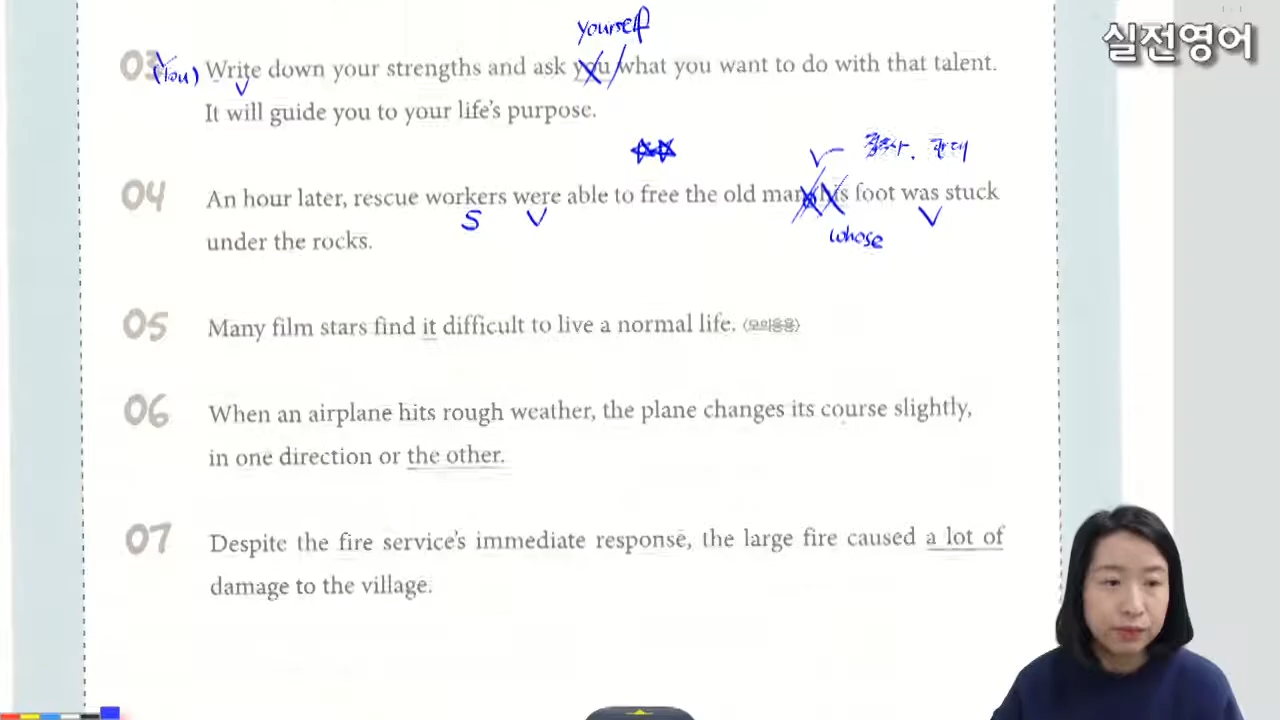 실전영어
yourself
03 (You) Write down your strengths and ask you what you want to do with that talent.
V
It will guide you to your life's purpose.
접속사, 관대
04 An hour later, rescue workers were able to free the old man his foot was stuck
S V V
under the rocks. whose
05 Many film stars find it difficult to live a normal life. (모의응용)
06 When an airplane hits rough weather, the plane changes its course slightly,
in one direction or the other.
07 Despite the fire service's immediate response, the large fire caused a lot of
damage to the village.